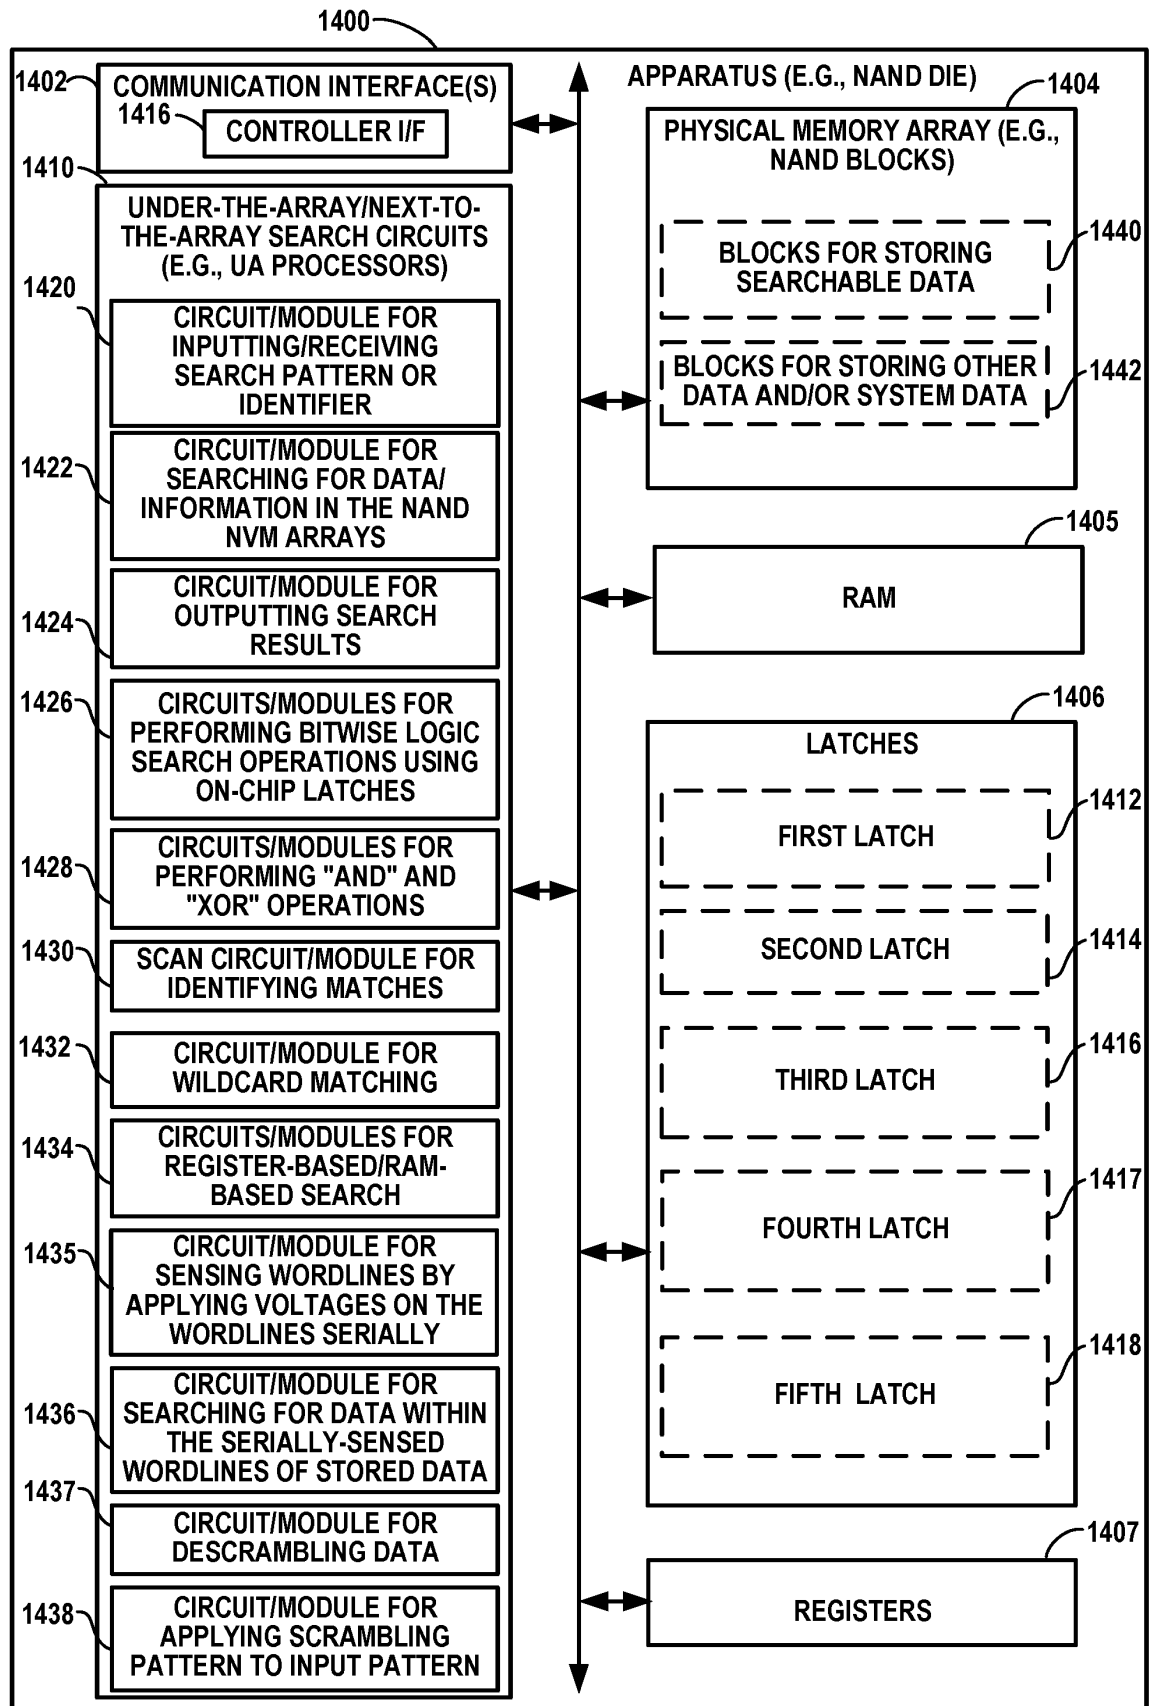 1400
1402
COMMUNICATION INTERFACE(S)
1416
CONTROLLER I/F
1410
UNDER-THE-ARRAY/NEXT-TO-
THE-ARRAY SEARCH CIRCUITS
(E.G., UA PROCESSORS)
1420
CIRCUIT/MODULE FOR
INPUTTING/RECEIVING
SEARCH PATTERN OR
IDENTIFIER
1422
CIRCUIT/MODULE FOR
SEARCHING FOR DATA/
INFORMATION IN THE NAND
NVM ARRAYS
1424
CIRCUIT/MODULE FOR
OUTPUTTING SEARCH
RESULTS
1426
CIRCUITS/MODULES FOR
PERFORMING BITWISE LOGIC
SEARCH OPERATIONS USING
ON-CHIP LATCHES
1428
CIRCUITS/MODULES FOR
PERFORMING "AND" AND
"XOR" OPERATIONS
1430
SCAN CIRCUIT/MODULE FOR
IDENTIFYING MATCHES
1432
CIRCUIT/MODULE FOR
WILDCARD MATCHING
1434
CIRCUITS/MODULES FOR
REGISTER-BASED/RAM-
BASED SEARCH
1435
CIRCUIT/MODULE FOR
SENSING WORDLINES BY
APPLYING VOLTAGES ON THE
WORDLINES SERIALLY
1436
CIRCUIT/MODULE FOR
SEARCHING FOR DATA WITHIN
THE SERIALLY-SENSED
WORDLINES OF STORED DATA
1437
CIRCUIT/MODULE FOR
DESCRAMBLING DATA
1438
CIRCUIT/MODULE FOR
APPLYING SCRAMBLING
PATTERN TO INPUT PATTERN
APPARATUS (E.G., NAND DIE)
1404
PHYSICAL MEMORY ARRAY (E.G.,
NAND BLOCKS)
1440
BLOCKS FOR STORING
SEARCHABLE DATA
BLOCKS FOR STORING OTHER
DATA AND/OR SYSTEM DATA
1442
1405
RAM
1406
LATCHES
1412
FIRST LATCH
SECOND LATCH
1414
1416
THIRD LATCH
1417
FOURTH LATCH
1418
FIFTH LATCH
1407
REGISTERS